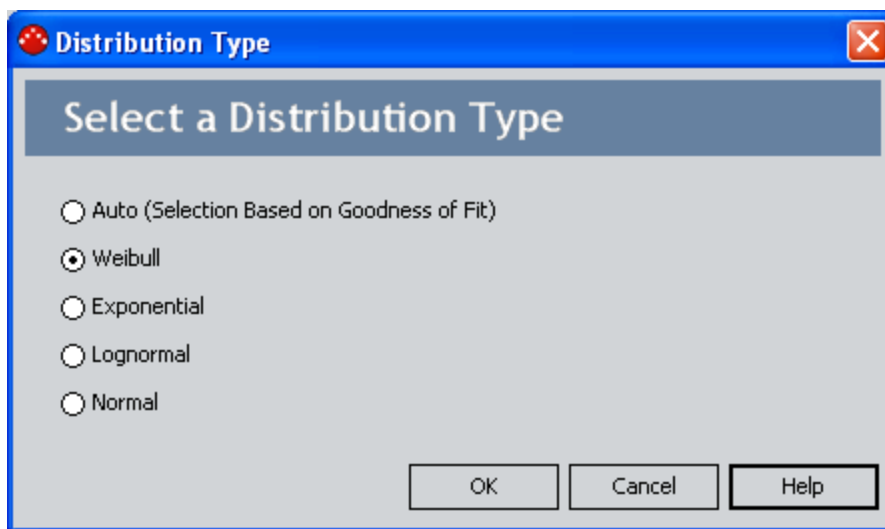 Distribution Type
Select a Distribution Type
Auto (Selection Based on Goodness of Fit)
Weibull
Exponential
Lognormal
Normal
OK Cancel Help